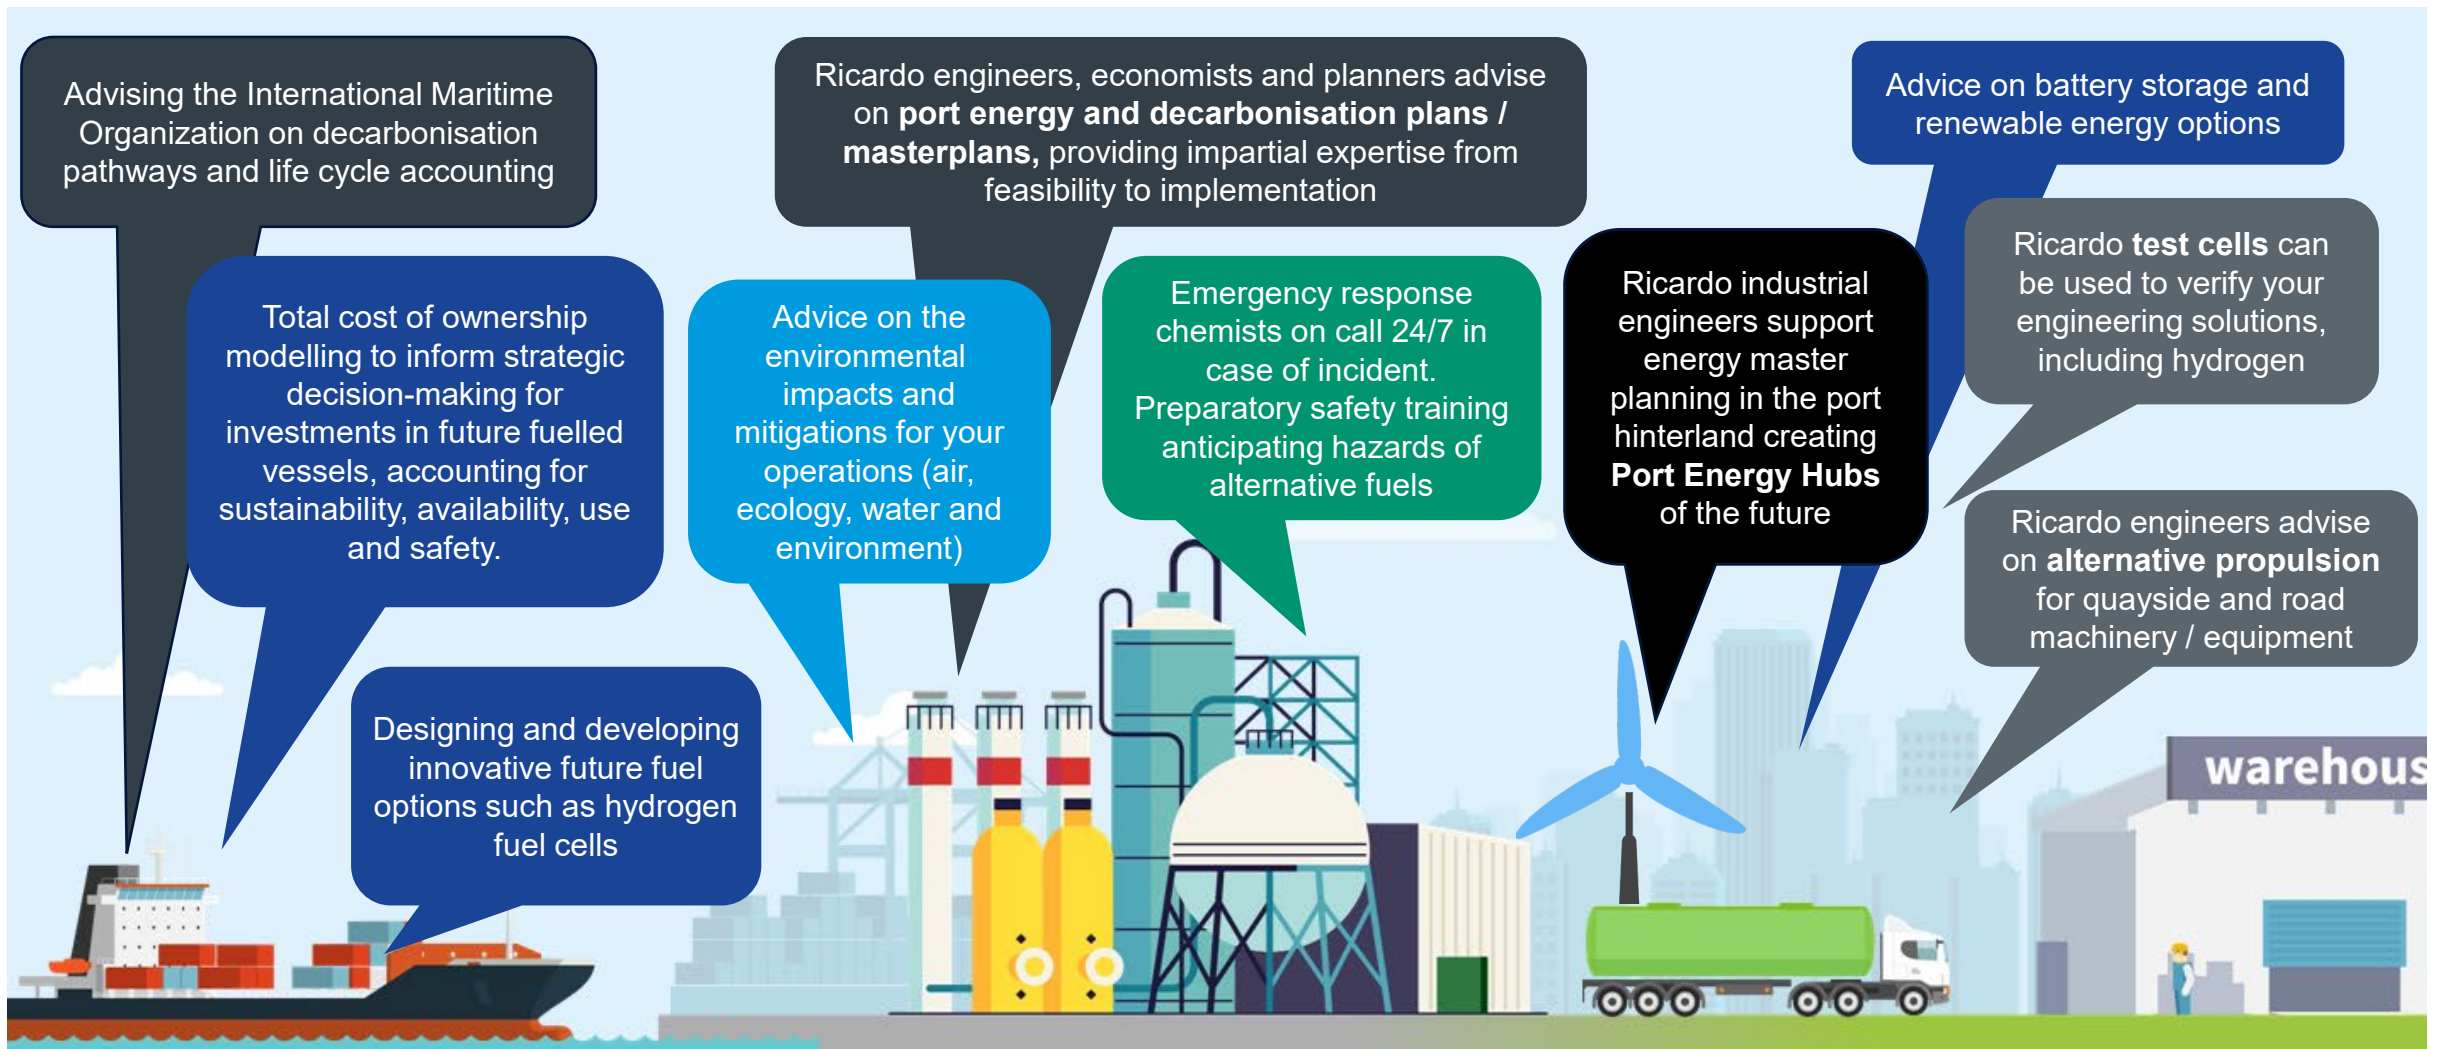 Advising the International Maritime
Organization on decarbonisation
pathways and life cycle accounting
Total cost of ownership
modelling to inform strategic
decision-making for
investments in future fuelled
vessels, accounting for
sustainability, availability, use
and safety.
Designing and developing
innovative future fuel
options such as hydrogen
fuel cells
Ricardo engineers, economists and planners advise
on port energy and decarbonisation plans /
masterplans, providing impartial expertise from
feasibility to implementation
Advice on the
environmental
impacts and
mitigations for your
operations (air,
ecology, water and
environment)
Emergency response
chemists on call 24/7 in
case of incident.
Preparatory safety training
anticipating hazards of
alternative fuels
Ricardo industrial
engineers support
energy master
planning in the port
hinterland creating
Port Energy Hubs
of the future
Advice on battery storage and
renewable energy options
Ricardo test cells can
be used to verify your
engineering solutions,
including hydrogen
Ricardo engineers advise
on alternative propulsion
for quayside and road
machinery / equipment
warehous